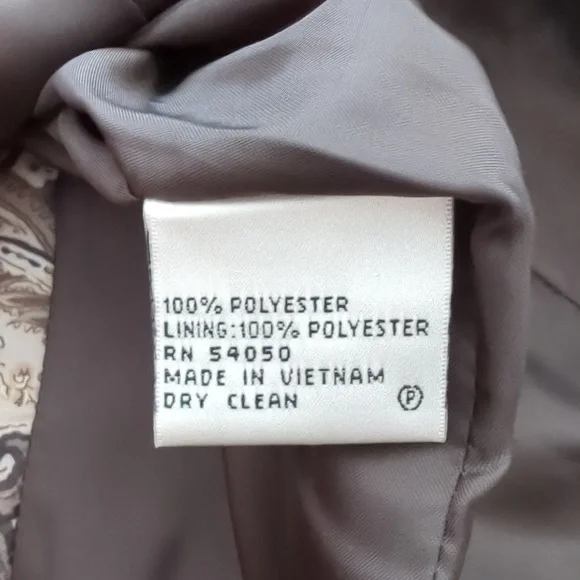 100% POLYESTER
LINING:100% POLYESTER
RN 54050
MADE IN VIETNAM
DRY CLEAN Ⓟ